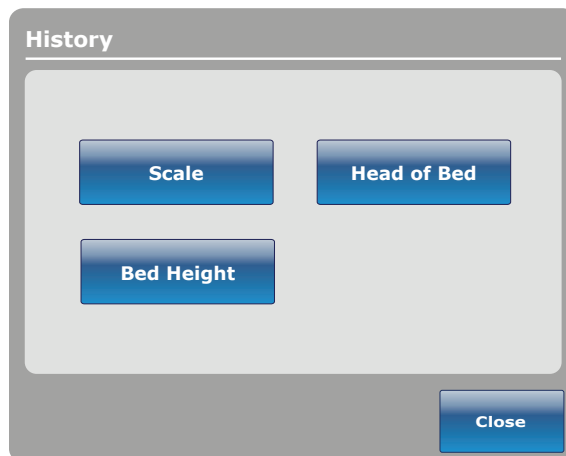 History
Scale
Head of Bed
Bed Height
Close